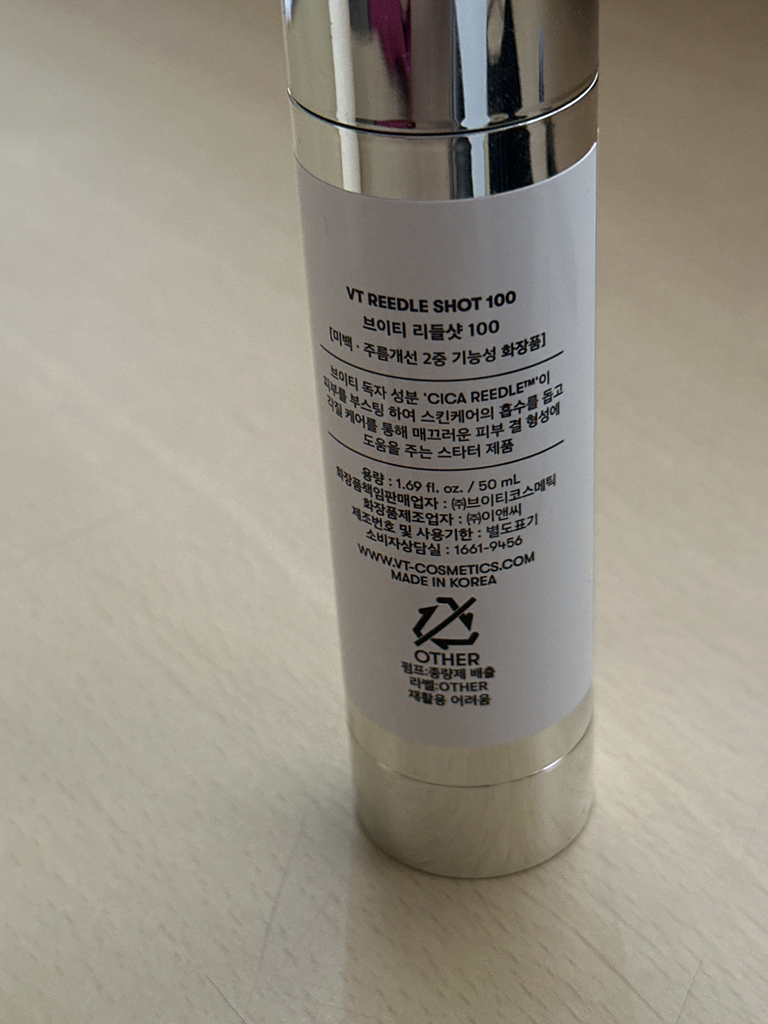 VT REEDLE SHOT 100
브이티 리들샷 100
[미백 · 주름개선 2중 기능성 화장품]
브이티 독자 성분 'CICA REEDLE™'이
피부를 부스팅 하여 스킨케어의 흡수를 돕고
각질 케어를 통해 매끄러운 피부 결 형성에
도움을 주는 스타터 제품
용량 : 1.69 fl. oz. / 50 mL
화장품책임판매업자 : ㈜브이티코스메틱
화장품제조업자 : ㈜이앤씨
제조번호 및 사용기한 : 별도표기
소비자상담실 : 1661-9456
WWW.VT-COSMETICS.COM
MADE IN KOREA
OTHER
펌프:종량제 배출
라벨:OTHER
재활용 어려움